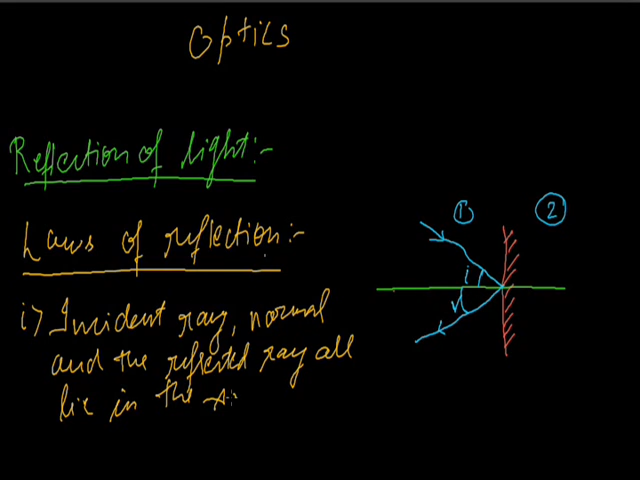 Optics
Reflection of light:-
Laws of reflection:-
① ②
i
r
i> Incident ray, normal
and the reflected ray all
lie in the